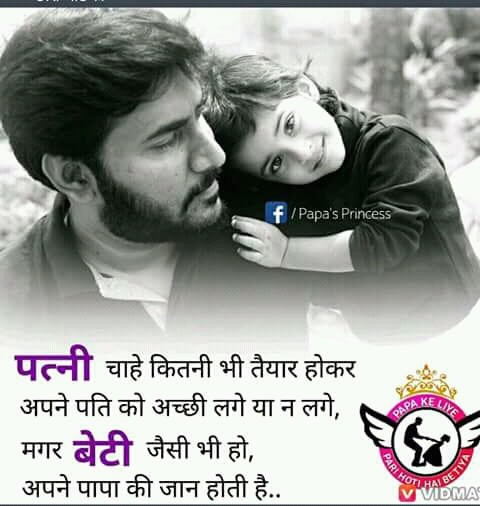 / Papa's Princess
पत्नी चाहे कितनी भी तैयार होकर
अपने पति को अच्छी लगे या न लगे,
मगर बेटी जैसी भी हो,
अपने पापा की जान होती है..
PAPA KE LIYE
PARI HOTI HAI BETIYA
VIDMA